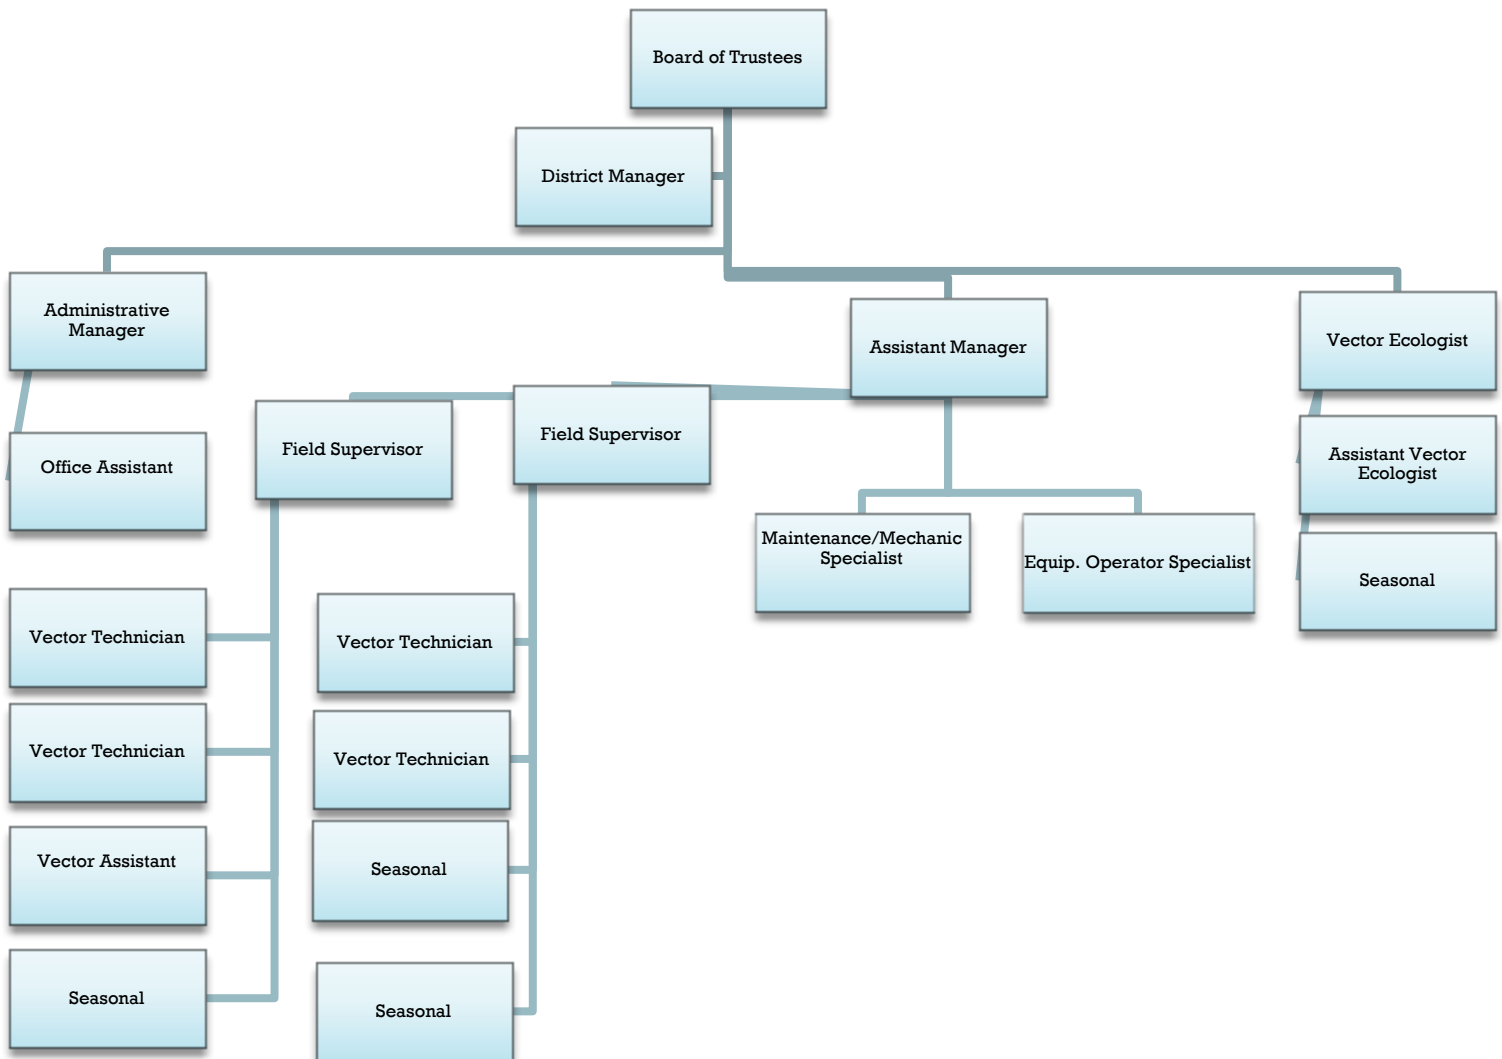 Board of Trustees
District Manager
Administrative
Manager
Assistant Manager
Vector Ecologist
Office Assistant
Field Supervisor
Field Supervisor
Assistant Vector
Ecologist
Maintenance/Mechanic
Specialist
Equip. Operator Specialist
Seasonal
Vector Technician
Vector Technician
Vector Assistant
Seasonal
Vector Technician
Vector Technician
Seasonal
Seasonal